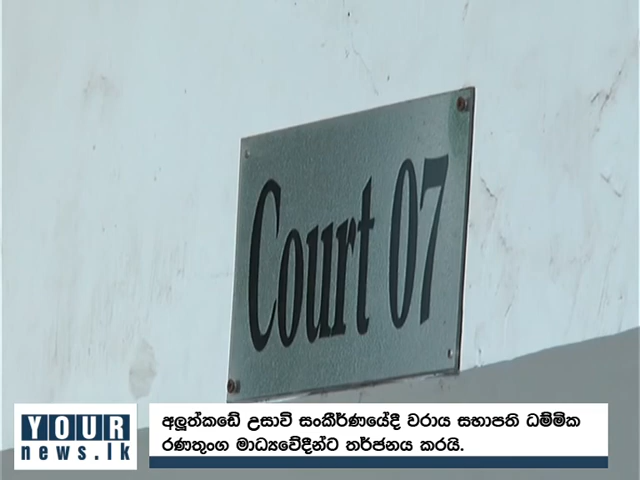 Court 07
YOUR
news.lk
අලුත්කඩේ උසාවි සංකීර්ණයේදී වරාය සභාපති ධම්මික
රණතුංග මාධ්‍යවේදීන්ට තර්ජනය කරයි.